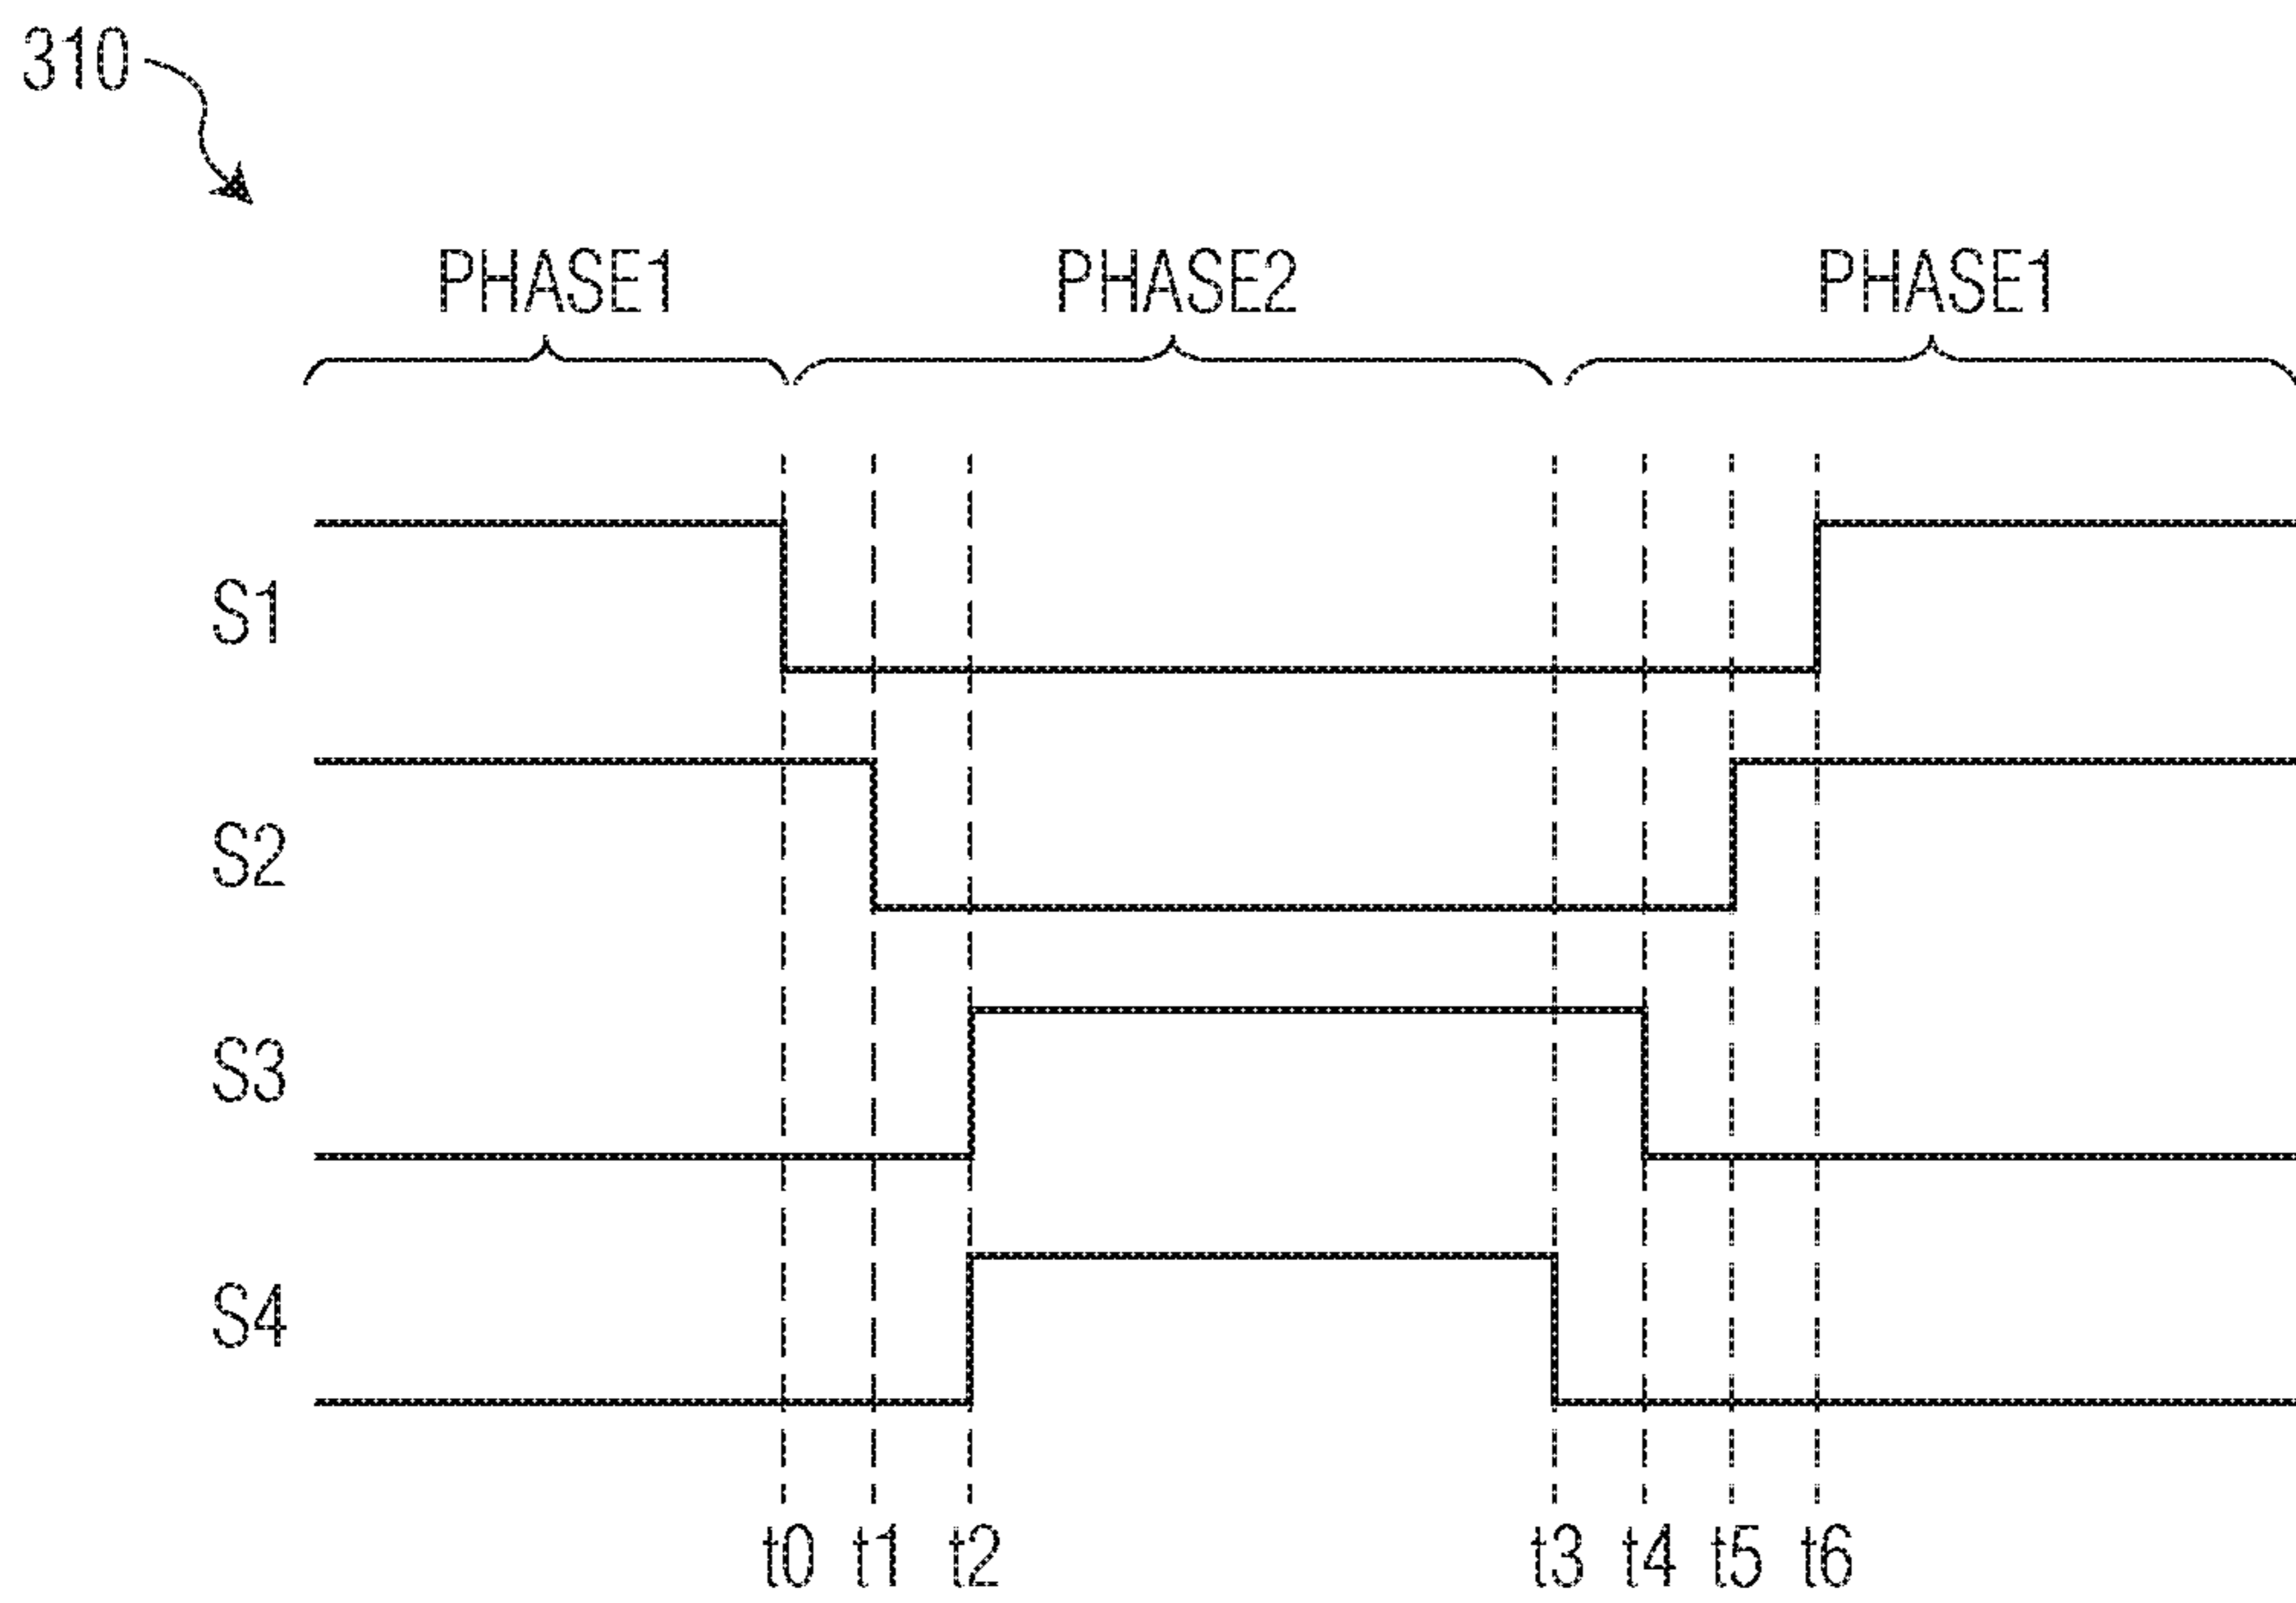 310
PHASE1 PHASE2 PHASE1
S1
S2
S3
S4
t0 t1 t2 t3 t4 t5 t6